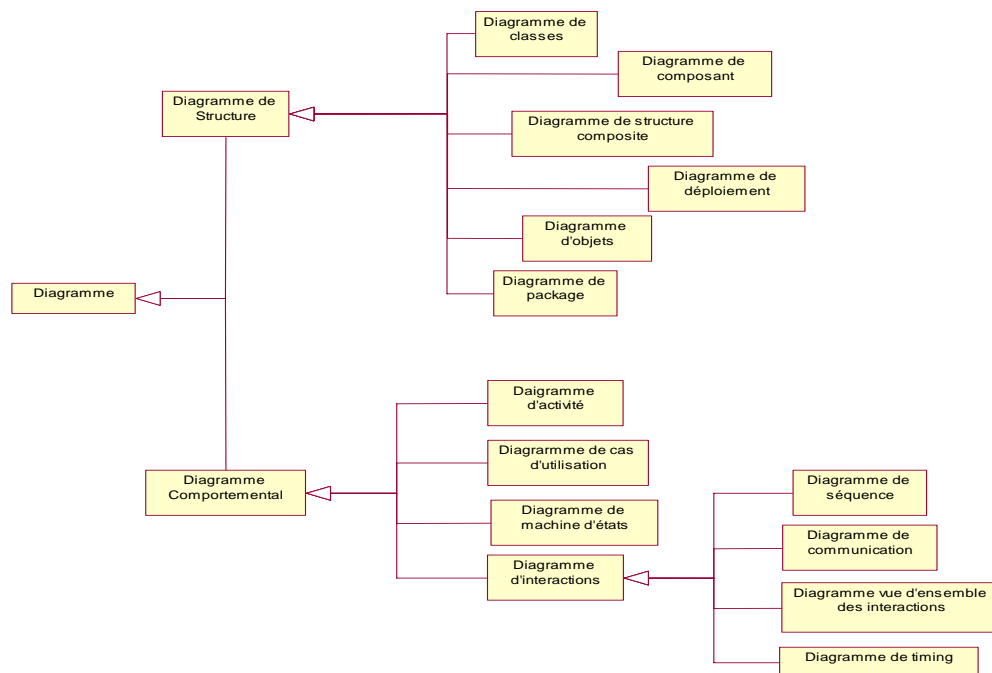 Diagramme de
classes
Diagramme de
composant
Diagramme de
Structure
Diagramme de structure
composite
Diagramme de
déploiement
Diagramme
d'objets
Diagramme
Diagramme de
package
Daigramme
d'activité
Diagrarmme de cas
d'utilisation
Diagramme
Comportemental
Diagramme de
séquence
Diagramme de
machine d'états
Diagramme de
communication
Diagramme
d'interactions
Diagramme vue d'ensemble
des interactions
Diagramme de timing